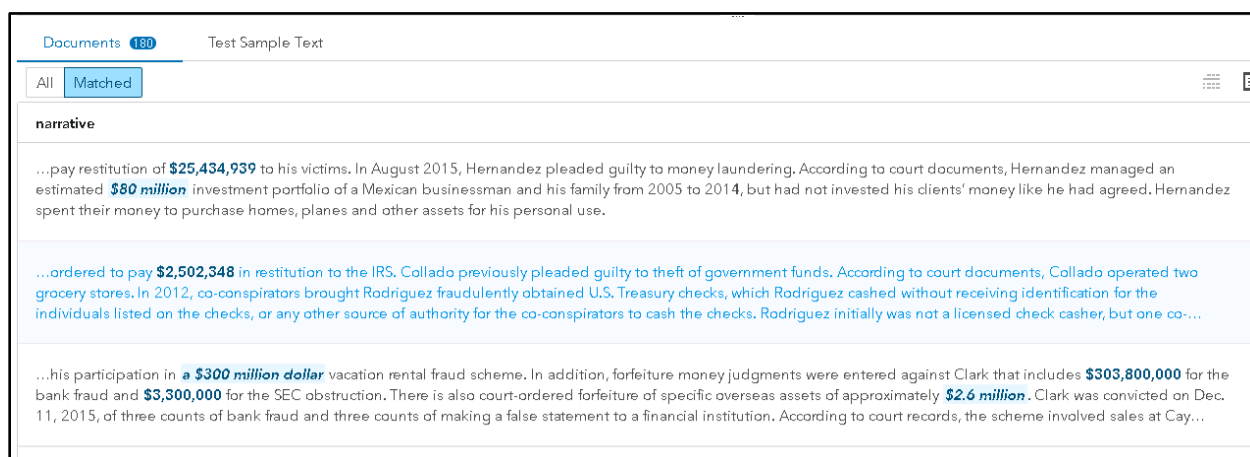 Documents 180 Test Sample Text
All Matched
narrative
...pay restitution of $25,434,939 to his victims. In August 2015, Hernandez pleaded guilty to money laundering. According to court documents, Hernandez managed an
estimated $80 million investment portfolio of a Mexican businessman and his family from 2005 to 2014, but had not invested his clients' money like he had agreed. Hernandez
spent their money to purchase homes, planes and other assets for his personal use.
...ordered to pay $2,502,348 in restitution to the IRS. Collado previously pleaded guilty to theft of government funds. According to court documents, Collado operated two
grocery stores. In 2012, co-conspirators brought Rodriguez fraudulently obtained U.S. Treasury checks, which Rodriguez cashed without receiving identification for the
individuals listed on the checks, or any other source of authority for the co-conspirators to cash the checks. Rodriguez initially was not a licensed check casher, but one co-...
...his participation in a $300 million dollar vacation rental fraud scheme. In addition, forfeiture money judgments were entered against Clark that includes $303,800,000 for the
bank fraud and $3,300,000 for the SEC obstruction. There is also court-ordered forfeiture of specific overseas assets of approximately $2.6 million. Clark was convicted on Dec.
11, 2015, of three counts of bank fraud and three counts of making a false statement to a financial institution. According to court records, the scheme involved sales at Cay...